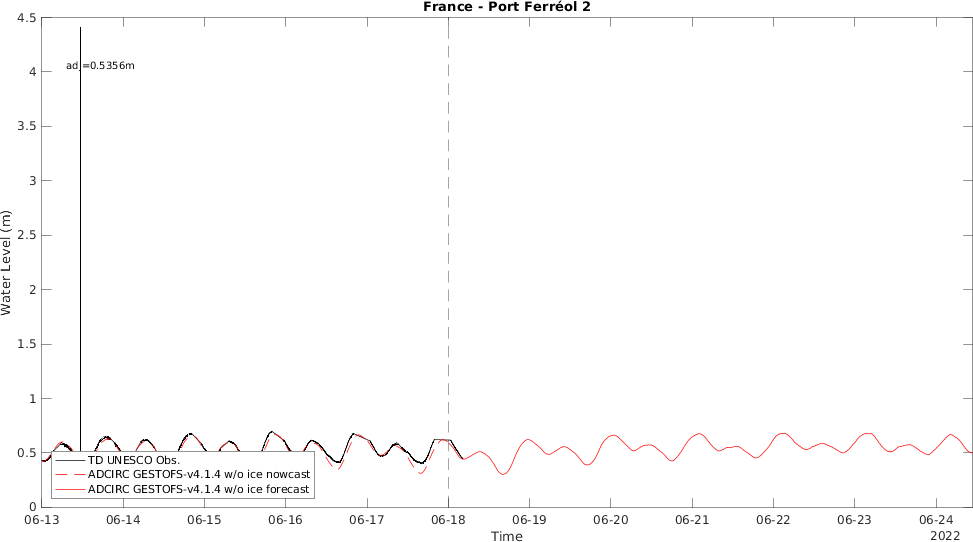 France - Port Ferréol 2
4.5
4
3.5
3
2.5
2
1.5
1
0.5
0
Water Level (m)
adj=0.5356m
TD UNESCO Obs.
ADCIRC GESTOFS-v4.1.4 w/o ice nowcast
ADCIRC GESTOFS-v4.1.4 w/o ice forecast
06-13 06-14 06-15 06-16 06-17 06-18 06-19 06-20 06-21 06-22 06-23 06-24
Time
2022